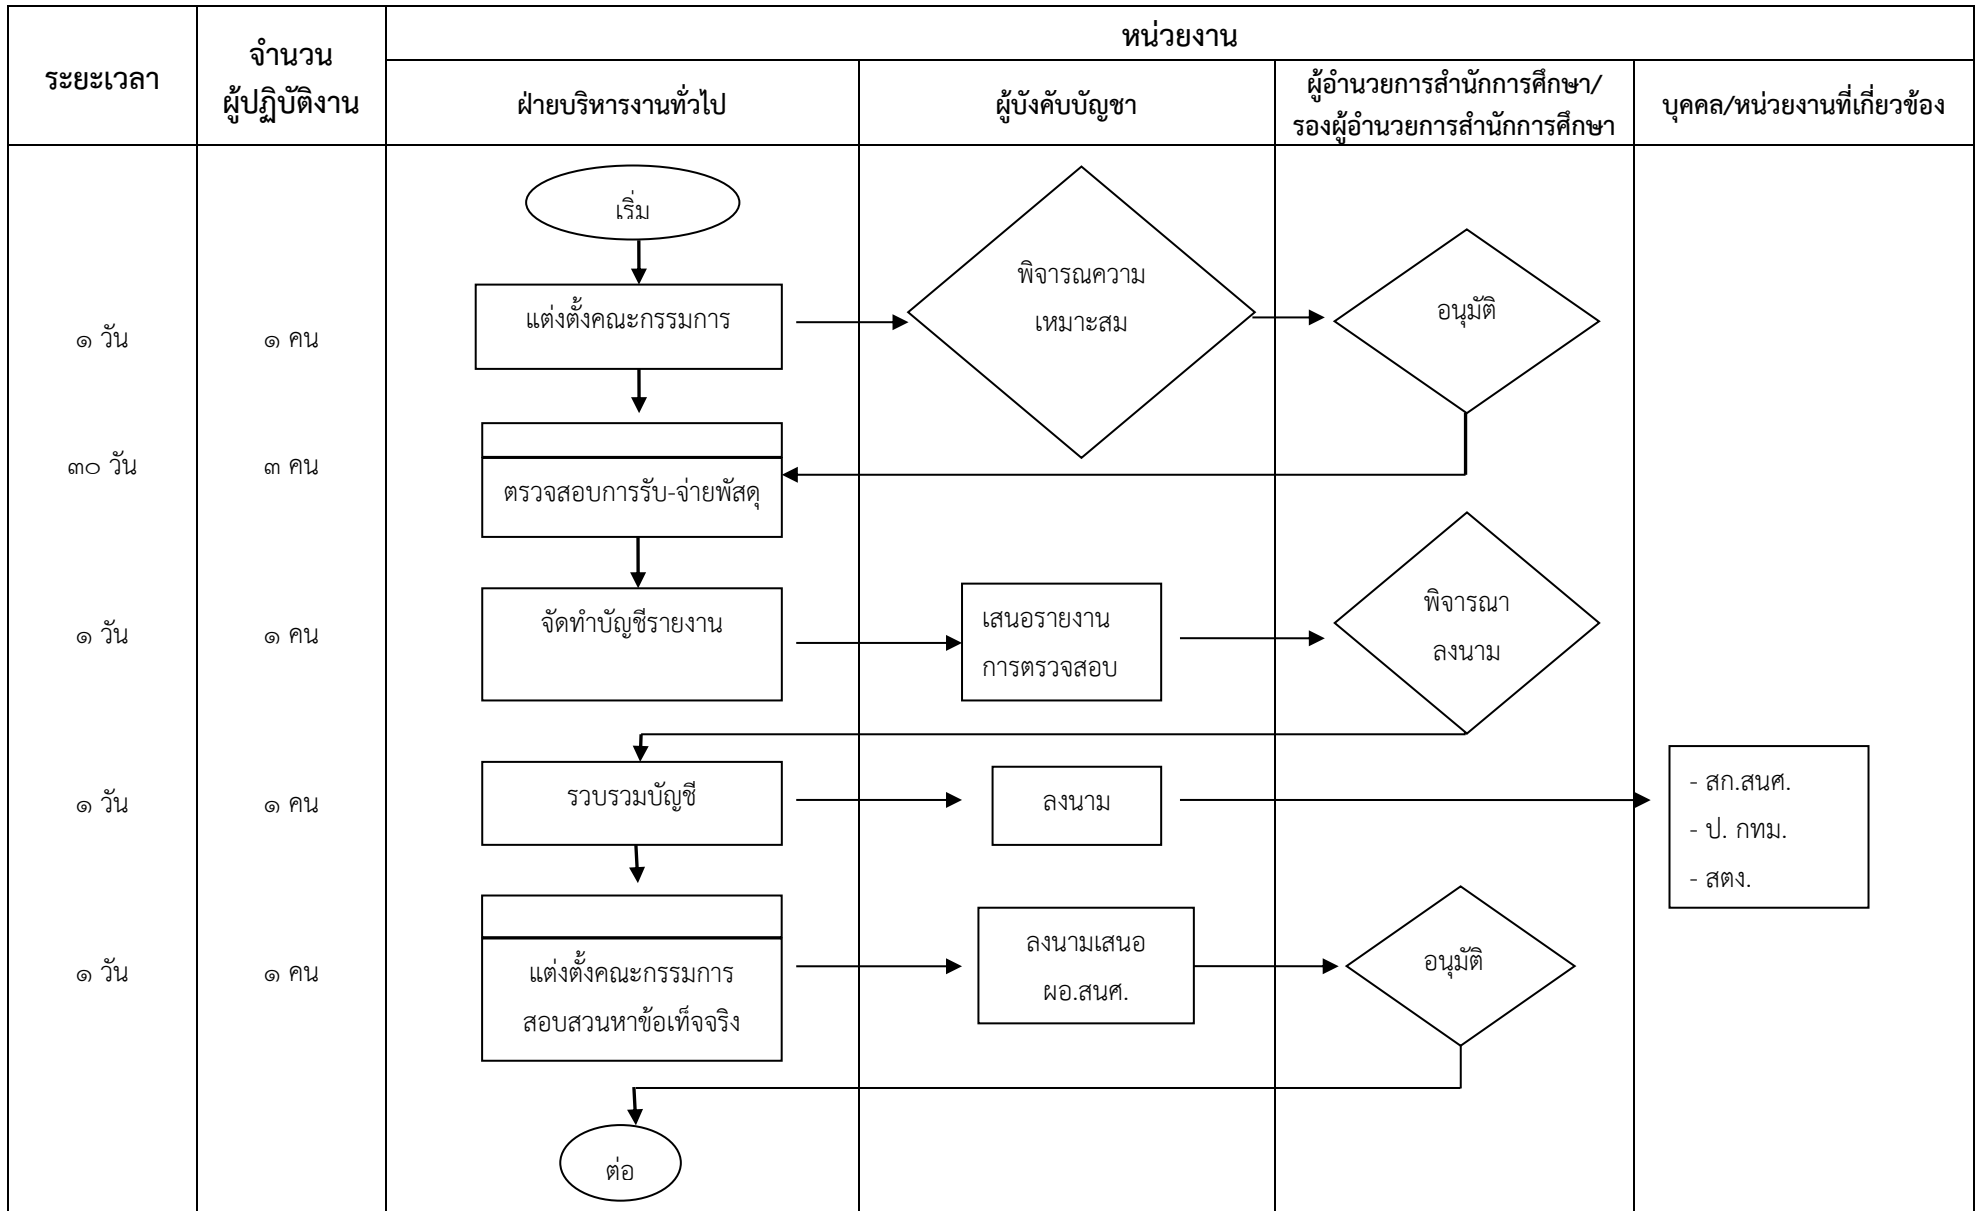 ระยะเวลา
จำนวน
ผู้ปฏิบัติงาน
หน่วยงาน
ฝ่ายบริหารงานทั่วไป
ผู้บังคับบัญชา
ผู้อำนวยการสำนักการศึกษา/
รองผู้อำนวยการสำนักการศึกษา
บุคคล/หน่วยงานที่เกี่ยวข้อง
เริ่ม
๑ วัน
๑ คน
แต่งตั้งคณะกรรมการ
พิจารณความ
เหมาะสม
อนุมัติ
๓๐ วัน
๓ คน
ตรวจสอบการรับ-จ่ายพัสดุ
๑ วัน
๑ คน
จัดทำบัญชีรายงาน
เสนอรายงาน
การตรวจสอบ
พิจารณา
ลงนาม
๑ วัน
๑ คน
รวบรวมบัญชี
ลงนาม
- สก.สนศ.
- ป. กทม.
- สตง.
๑ วัน
๑ คน
แต่งตั้งคณะกรรมการ
สอบสวนหาข้อเท็จจริง
ลงนามเสนอ
ผอ.สนศ.
อนุมัติ
ต่อ